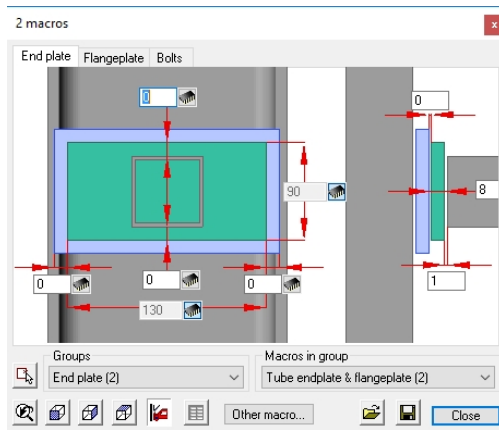 2 macros
x
End plate Flangeplate Bolts
0
0
90
8
0 0 0
1
130
Groups Macros in group
End plate (2) Tube endplate & flangeplate (2)
Other macro... Close